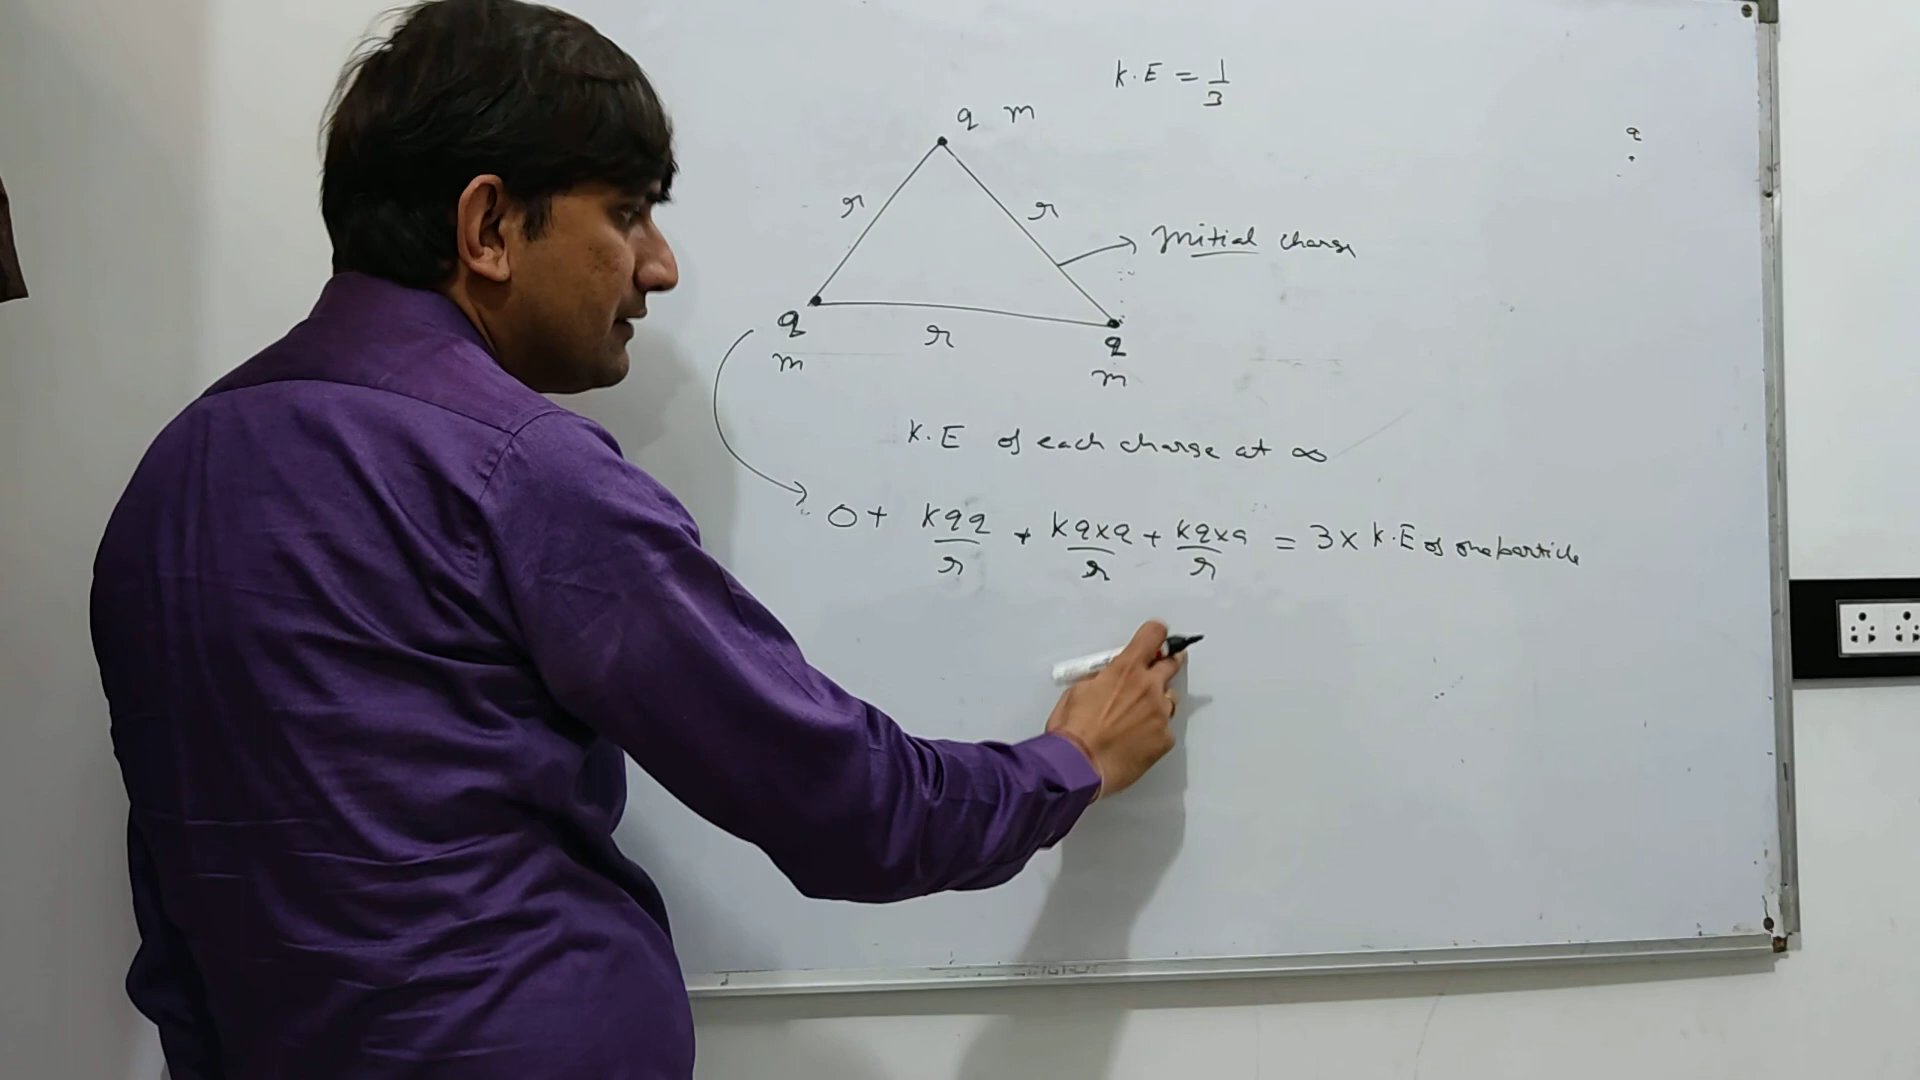 K.E = 1/3
q m
q
r
r
Initial charge
q
r
q
m
m
K.E of each charge at ∞
0 + kqq/r + kq×q/r + kq×q/r = 3 × K.E of one particle